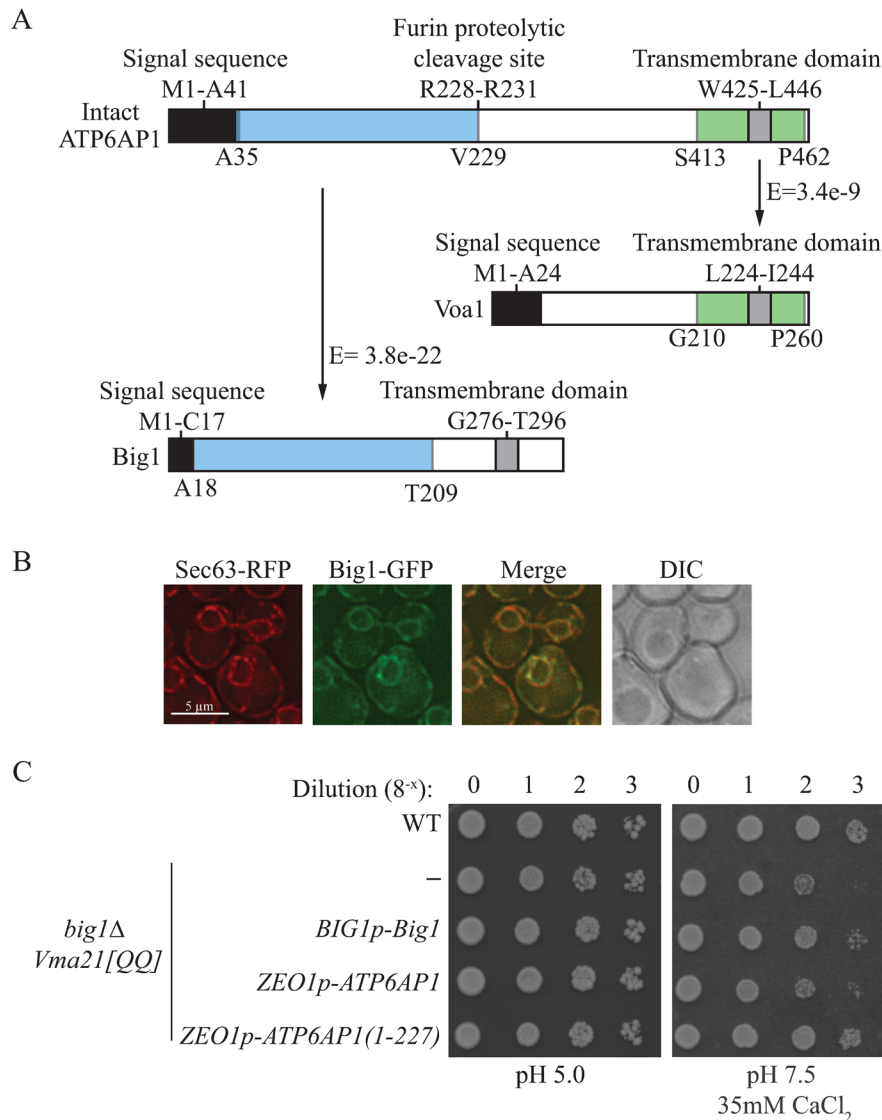 A
Furin proteolytic
Signal sequence cleavage site Transmembrane domain
M1-A41 R228-R231 W425-L446
Intact
ATP6AP1
A35 V229 S413 P462
E=3.4e-9
Signal sequence Transmembrane domain
M1-A24 L224-I244
Voa1
G210 P260
E= 3.8e-22
Signal sequence Transmembrane domain
M1-C17 G276-T296
Big1
A18 T209
B
Sec63-RFP Big1-GFP Merge DIC
5 µm
C
Dilution (8⁻ˣ): 0 1 2 3 0 1 2 3
WT
–
big1Δ
Vma21[QQ]
BIG1p-Big1
ZEO1p-ATP6AP1
ZEO1p-ATP6AP1(1-227)
pH 5.0 pH 7.5
35mM CaCl₂